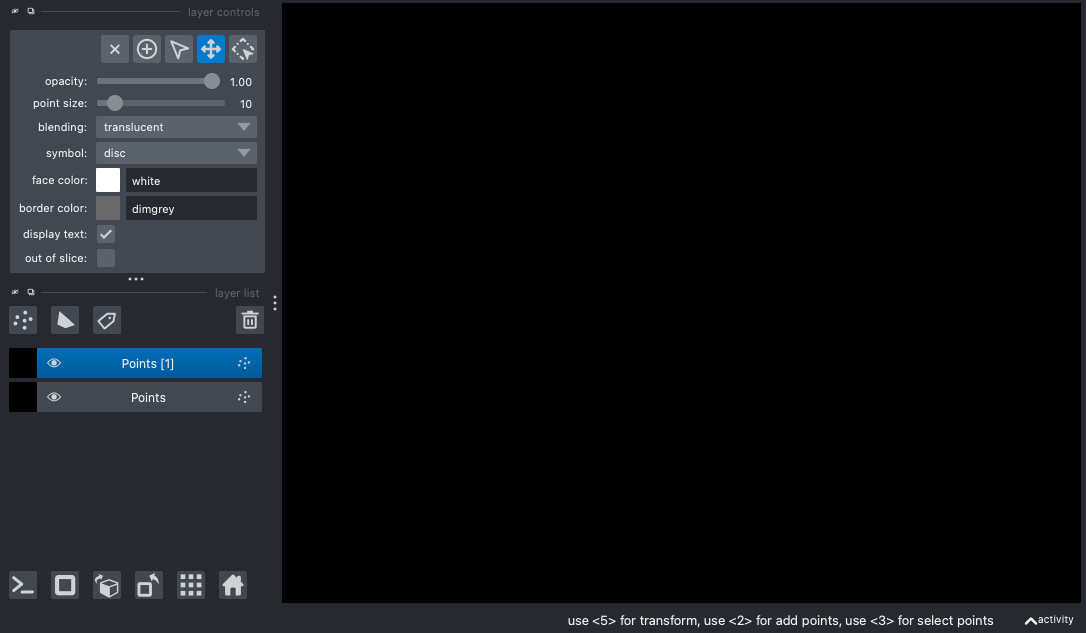 layer controls
opacity: 1.00
point size: 10
blending: translucent
symbol: disc
face color: white
border color: dimgrey
display text:
out of slice:
layer list
Points [1]
Points
use <5> for transform, use <2> for add points, use <3> for select points
activity